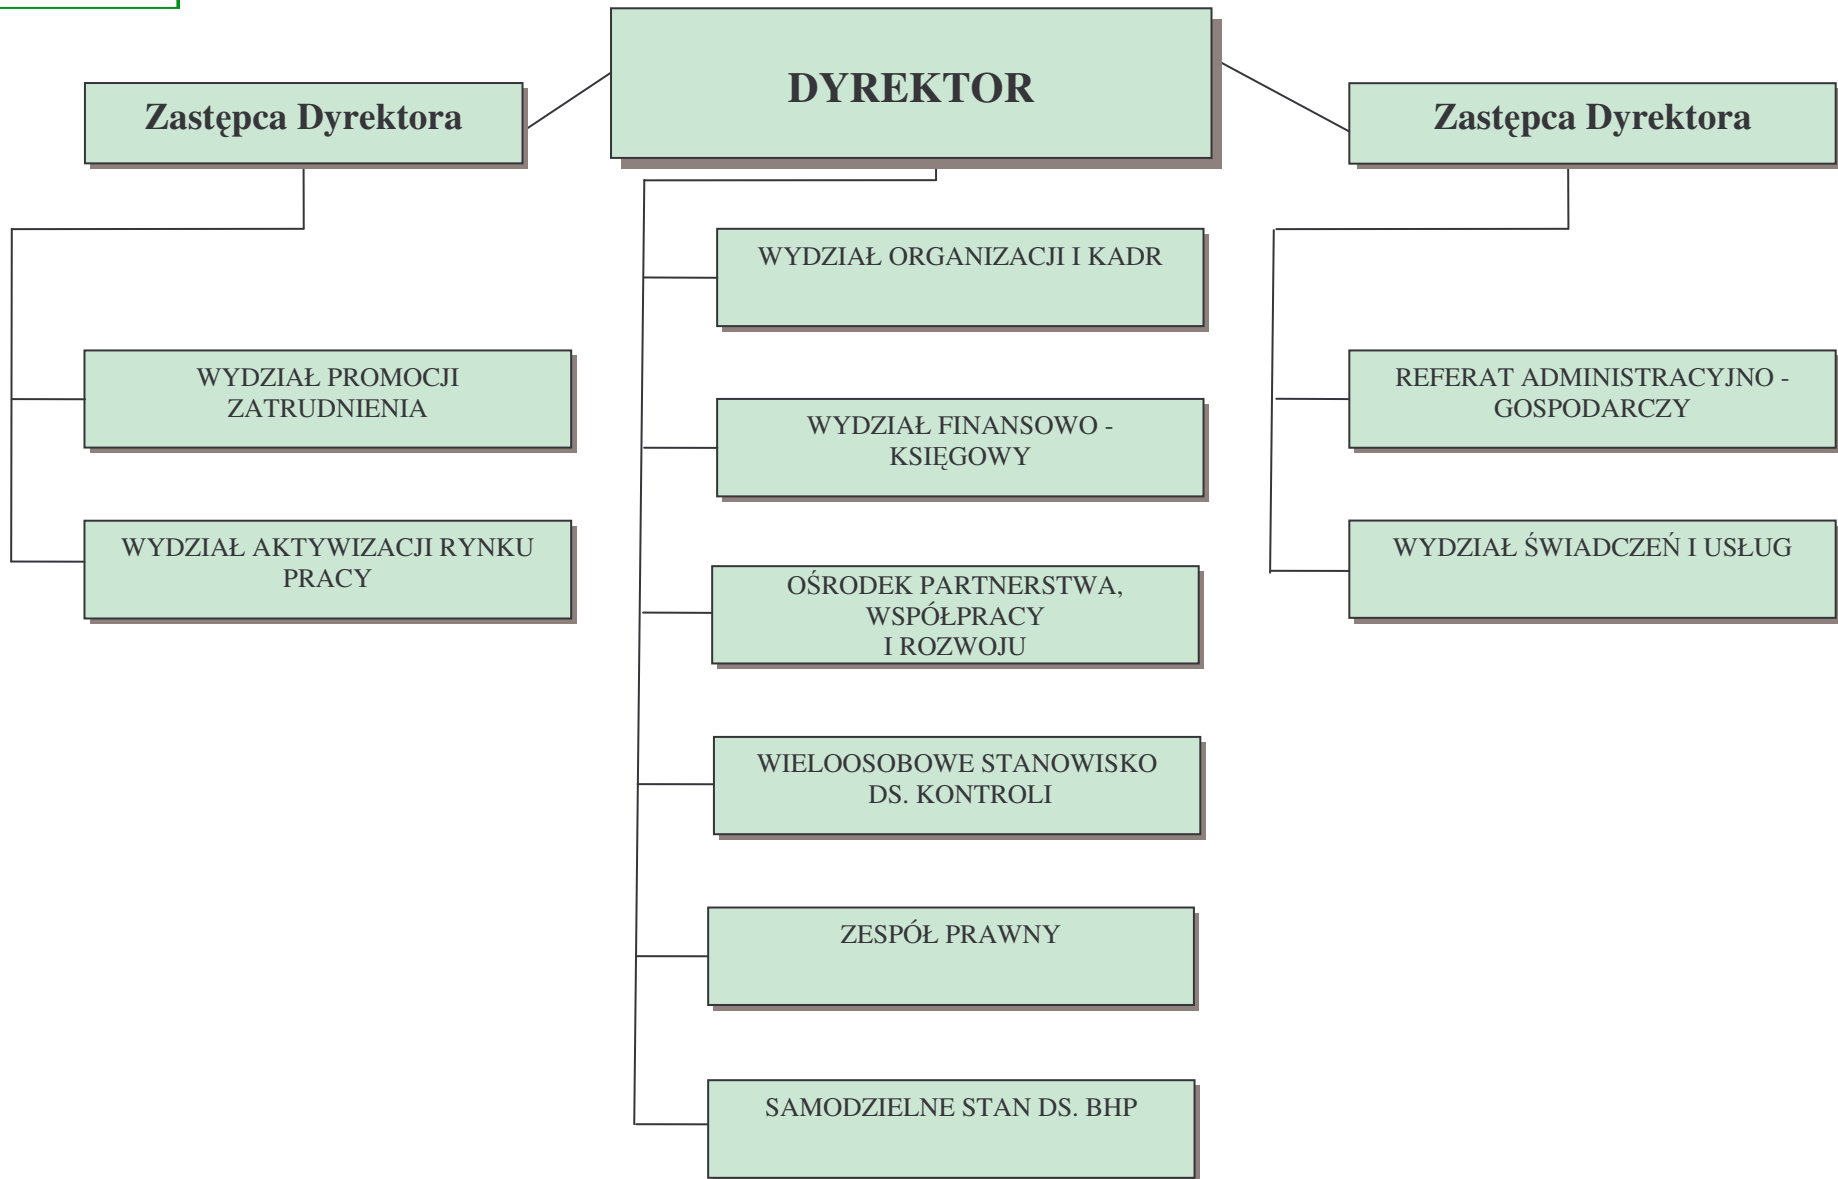 DYREKTOR
Zastępca Dyrektora
Zastępca Dyrektora
WYDZIAŁ PROMOCJI
ZATRUDNIENIA
WYDZIAŁ AKTYWIZACJI RYNKU
PRACY
WYDZIAŁ ORGANIZACJI I KADR
WYDZIAŁ FINANSOWO -
KSIĘGOWY
OŚRODEK PARTNERSTWA,
WSPÓŁPRACY
I ROZWOJU
WIELOOSOBOWE STANOWISKO
DS. KONTROLI
ZESPÓŁ PRAWNY
SAMODZIELNE STAN DS. BHP
REFERAT ADMINISTRACYJNO -
GOSPODARCZY
WYDZIAŁ ŚWIADCZEŃ I USŁUG